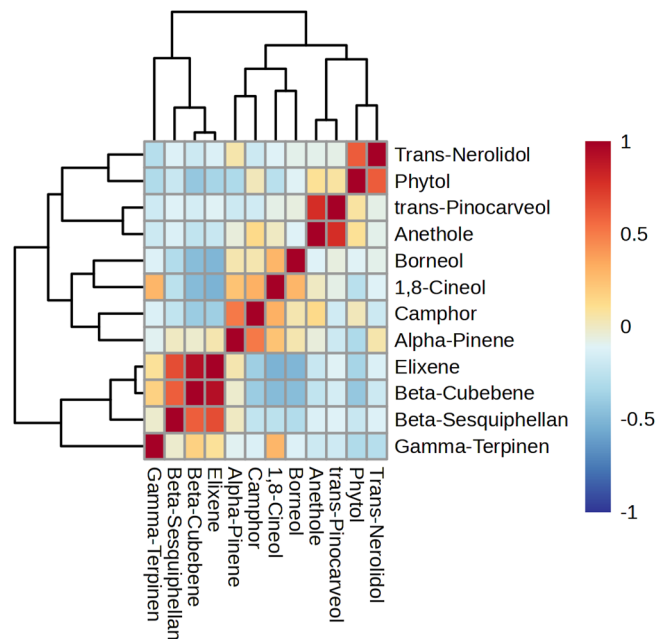 Trans-Nerolidol
Phytol
trans-Pinocarveol
Anethole
Borneol
1,8-Cineol
Camphor
Alpha-Pinene
Elixene
Beta-Cubebene
Beta-Sesquiphellan
Gamma-Terpinen
1
0.5
0
-0.5
-1
Gamma-Terpinen
Beta-Sesquiphellan
Beta-Cubebene
Elixene
Alpha-Pinene
Camphor
1,8-Cineol
Borneol
Anethole
trans-Pinocarveol
Phytol
Trans-Nerolidol